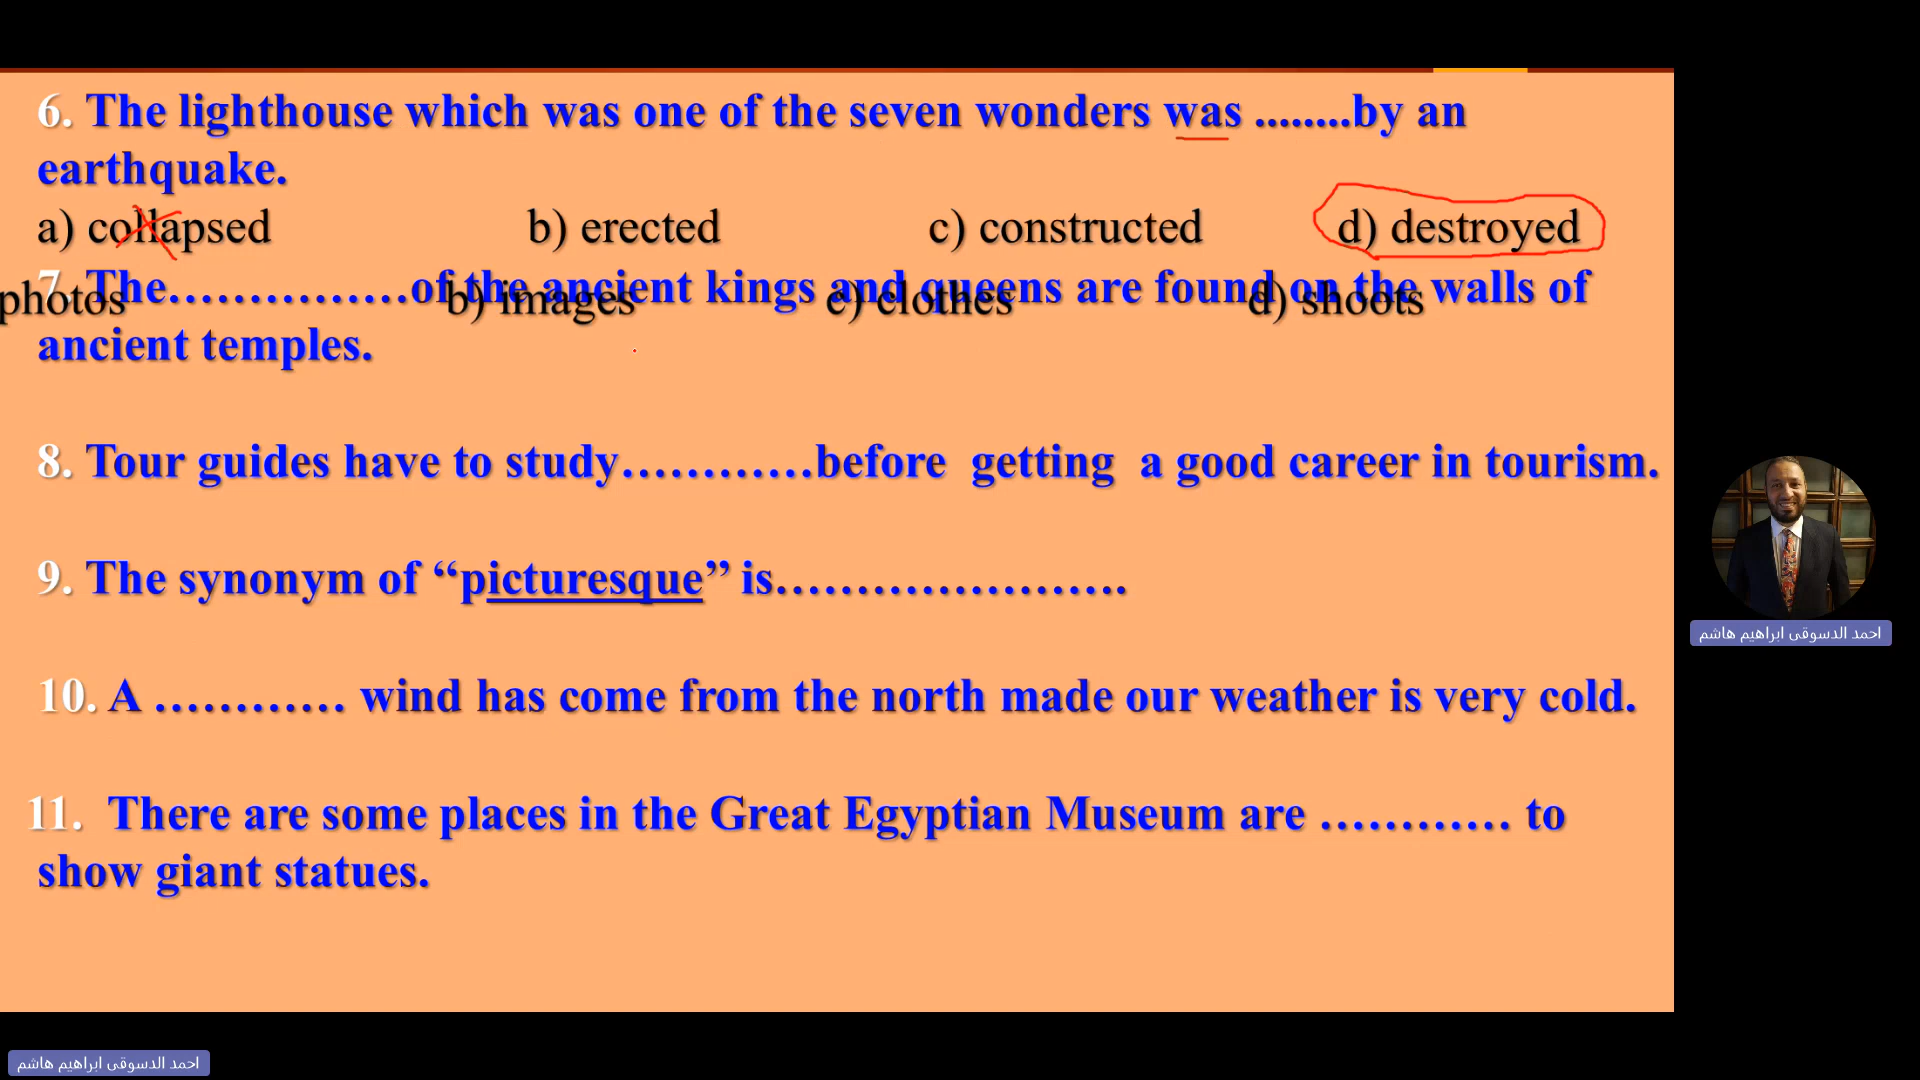 6. The lighthouse which was one of the seven wonders was ........by an
earthquake.
a) collapsed b) erected c) constructed d) destroyed
7. The……………of the ancient kings and queens are found on the walls of
photos b) images c) clothes d) shoots
ancient temples.
8. Tour guides have to study…………before getting a good career in tourism.
9. The synonym of “picturesque” is………………….
10. A ………… wind has come from the north made our weather is very cold.
11. There are some places in the Great Egyptian Museum are ………… to
show giant statues.
احمد الدسوقى ابراهيم هاشم
احمد الدسوقى ابراهيم هاشم